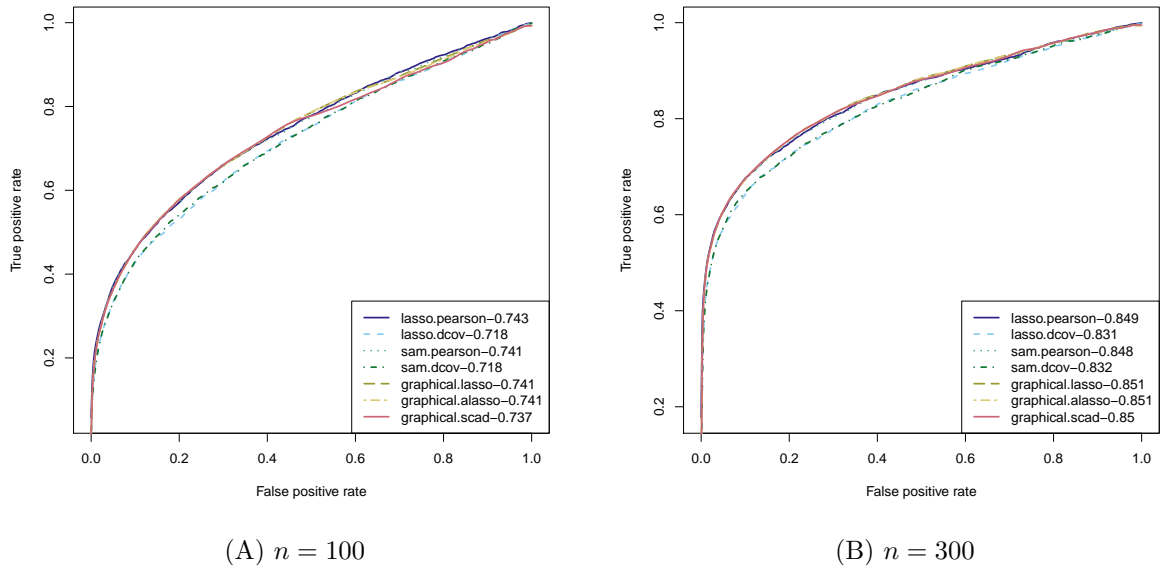 1.0
0.8
0.6
0.4
0.2
True positive rate
0.0 0.2 0.4 0.6 0.8 1.0
False positive rate
lasso.pearson−0.743
lasso.dcov−0.718
sam.pearson−0.741
sam.dcov−0.718
graphical.lasso−0.741
graphical.alasso−0.741
graphical.scad−0.737
(A) n = 100
1.0
0.8
0.6
0.4
0.2
True positive rate
0.0 0.2 0.4 0.6 0.8 1.0
False positive rate
lasso.pearson−0.849
lasso.dcov−0.831
sam.pearson−0.848
sam.dcov−0.832
graphical.lasso−0.851
graphical.alasso−0.851
graphical.scad−0.85
(B) n = 300